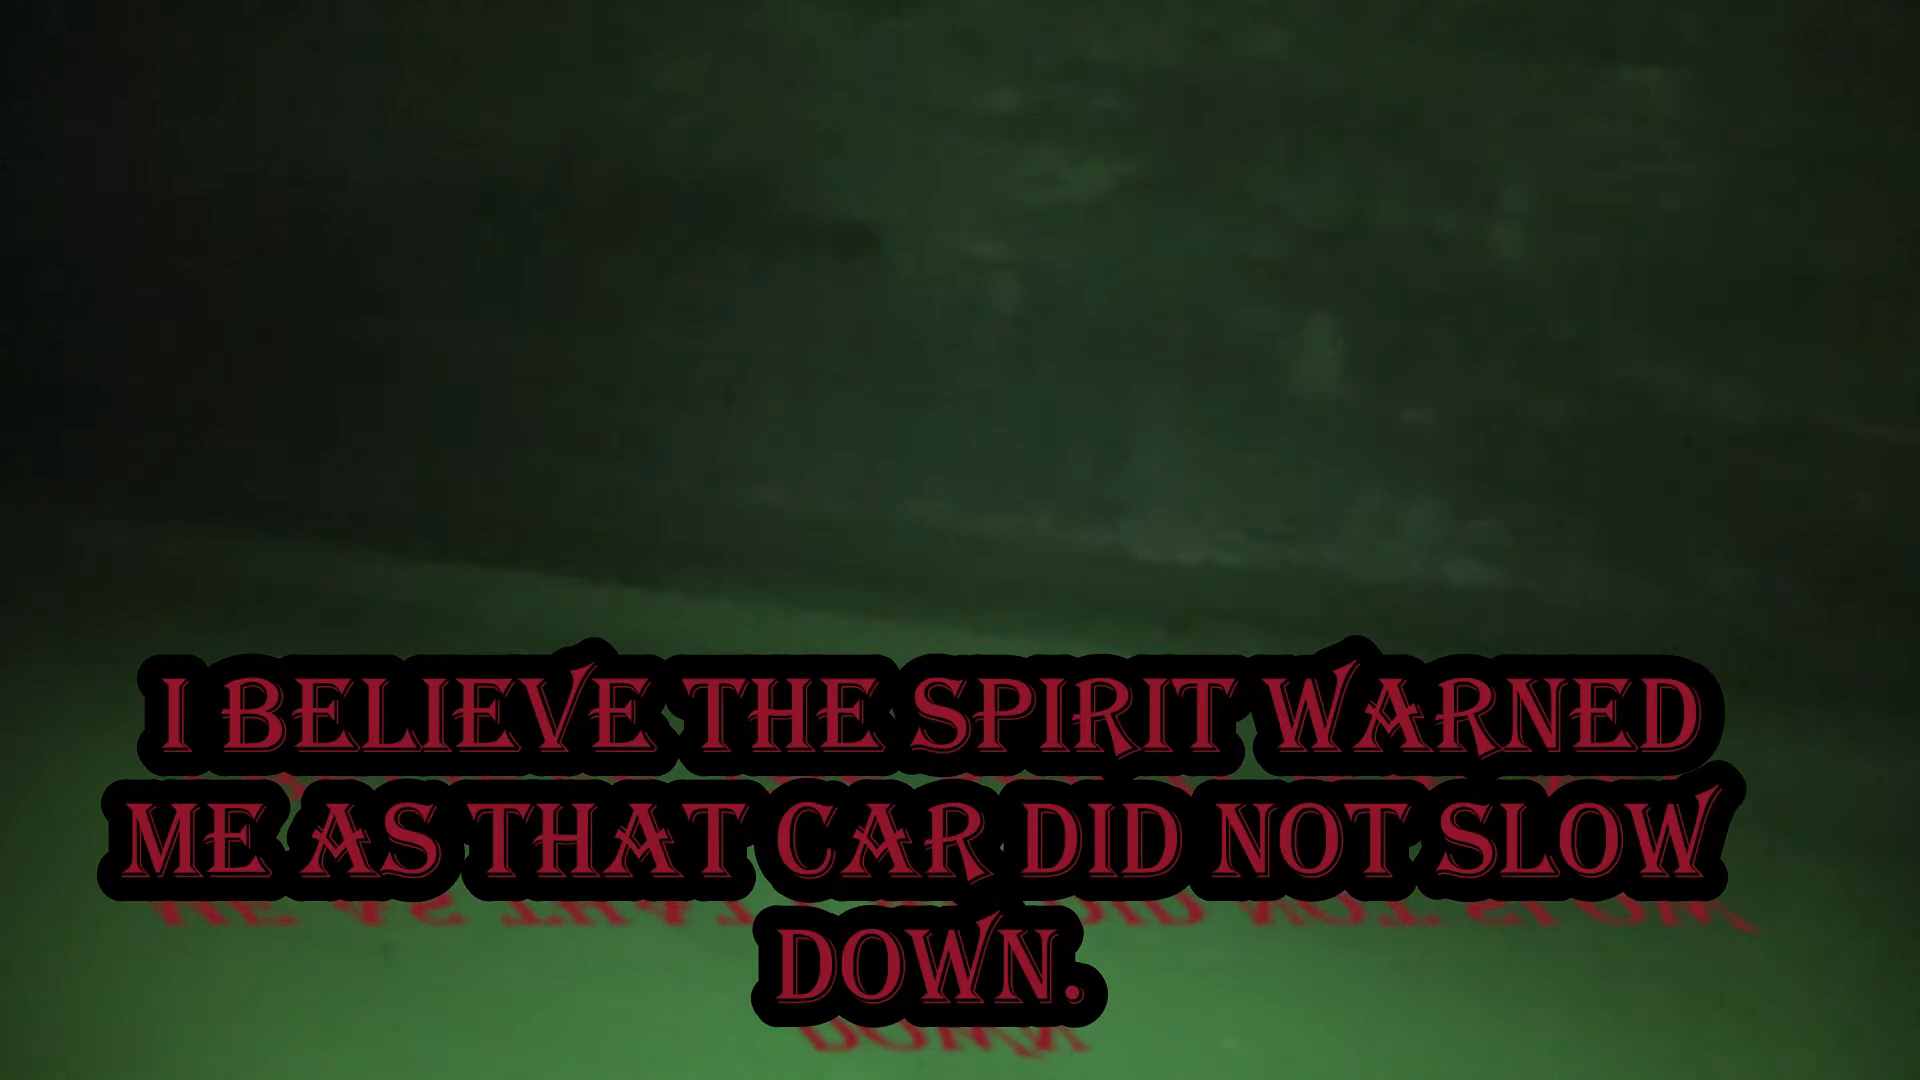 I BELIEVE THE SPIRIT WARNED
ME AS THAT CAR DID NOT SLOW
DOWN.